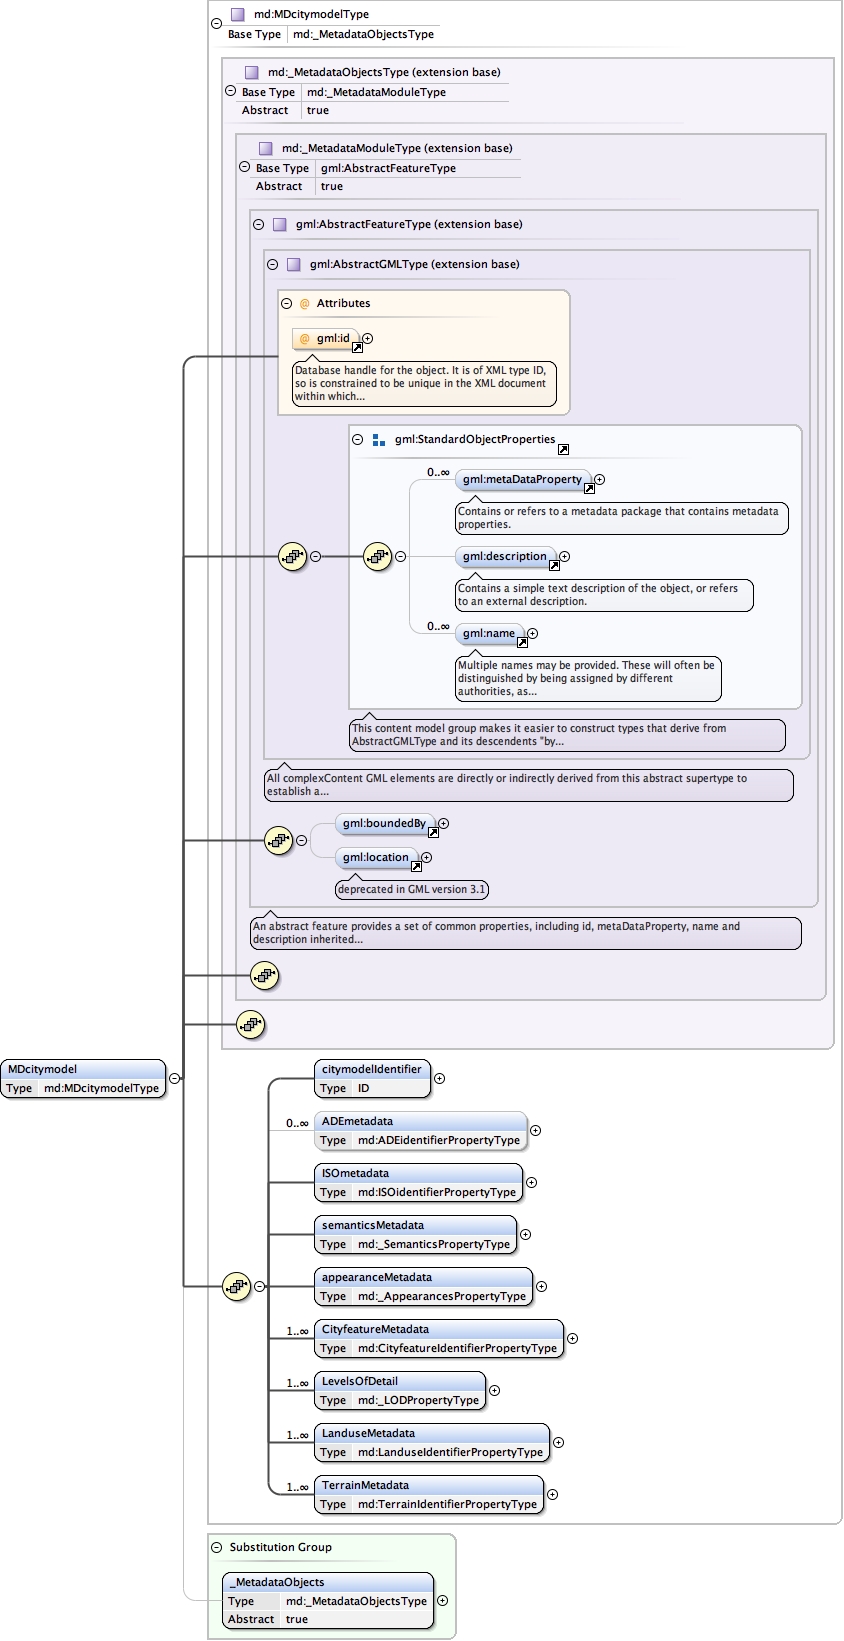 md:MDcitymodelType
Base Type md:_MetadataObjectsType
md:_MetadataObjectsType (extension base)
Base Type md:_MetadataModuleType
Abstract true
md:_MetadataModuleType (extension base)
Base Type gml:AbstractFeatureType
Abstract true
gml:AbstractFeatureType (extension base)
gml:AbstractGMLType (extension base)
@ Attributes
@ gml:id
Database handle for the object. It is of XML type ID,
so is constrained to be unique in the XML document
within which...
gml:StandardObjectProperties
0..∞ gml:metaDataProperty
Contains or refers to a metadata package that contains metadata
properties.
gml:description
Contains a simple text description of the object, or refers
to an external description.
0..∞ gml:name
Multiple names may be provided. These will often be
distinguished by being assigned by different
authorities, as...
This content model group makes it easier to construct types that derive from
AbstractGMLType and its descendents "by...
All complexContent GML elements are directly or indirectly derived from this abstract supertype to
establish a...
gml:boundedBy
gml:location
deprecated in GML version 3.1
An abstract feature provides a set of common properties, including id, metaDataProperty, name and
description inherited...
MDcitymodel
Type md:MDcitymodelType
citymodelIdentifier
Type ID
0..∞ ADEmetadata
Type md:ADEidentifierPropertyType
ISOmetadata
Type md:ISOidentifierPropertyType
semanticsMetadata
Type md:_SemanticsPropertyType
appearanceMetadata
Type md:_AppearancesPropertyType
1..∞ CityfeatureMetadata
Type md:CityfeatureIdentifierPropertyType
1..∞ LevelsOfDetail
Type md:_LODPropertyType
1..∞ LanduseMetadata
Type md:LanduseIdentifierPropertyType
1..∞ TerrainMetadata
Type md:TerrainIdentifierPropertyType
Substitution Group
_MetadataObjects
Type md:_MetadataObjectsType
Abstract true